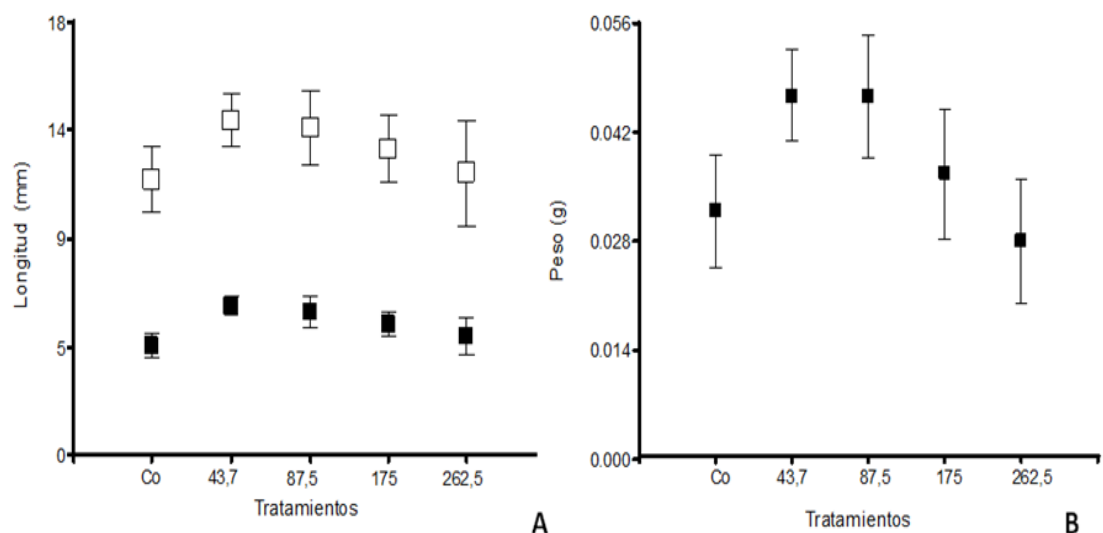 18
14
9
5
0
Longitud (mm)
Co 43,7 87,5 175 262,5
Tratamientos
A
0.056
0.042
0.028
0.014
0.000
Peso (g)
Co 43,7 87,5 175 262,5
Tratamientos
B